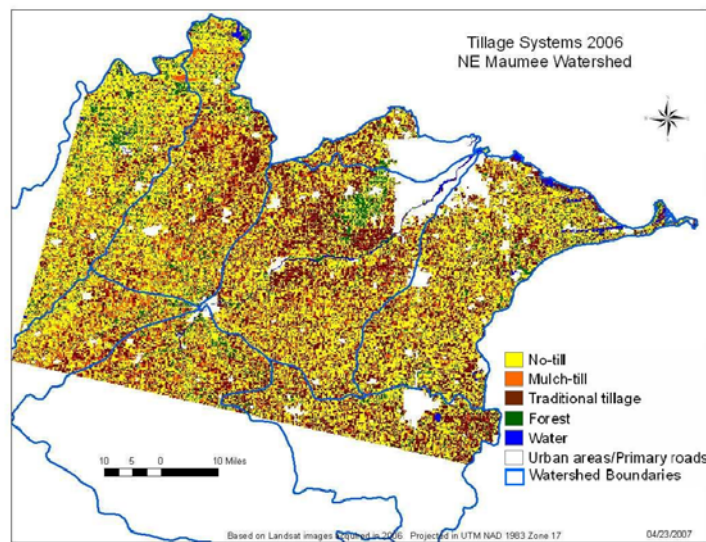 Tillage Systems 2006
NE Maumee Watershed
No-till
Mulch-till
Traditional tillage
Forest
Water
Urban areas/Primary roads
Watershed Boundaries
10 5 0 10 Miles
Based on Landsat images acquired in 2006 Projected in UTM NAD 1983 Zone 17 04/23/2007